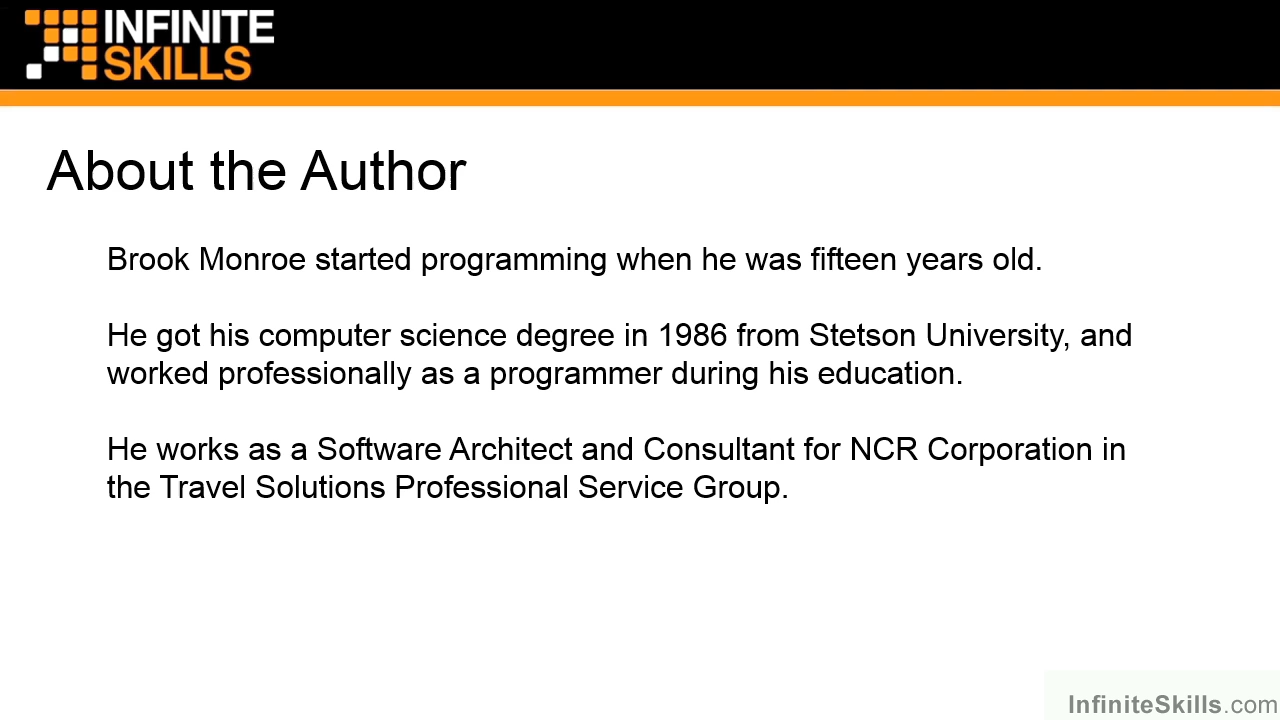 INFINITE
SKILLS
About the Author
Brook Monroe started programming when he was fifteen years old.
He got his computer science degree in 1986 from Stetson University, and
worked professionally as a programmer during his education.
He works as a Software Architect and Consultant for NCR Corporation in
the Travel Solutions Professional Service Group.
InfiniteSkills.com